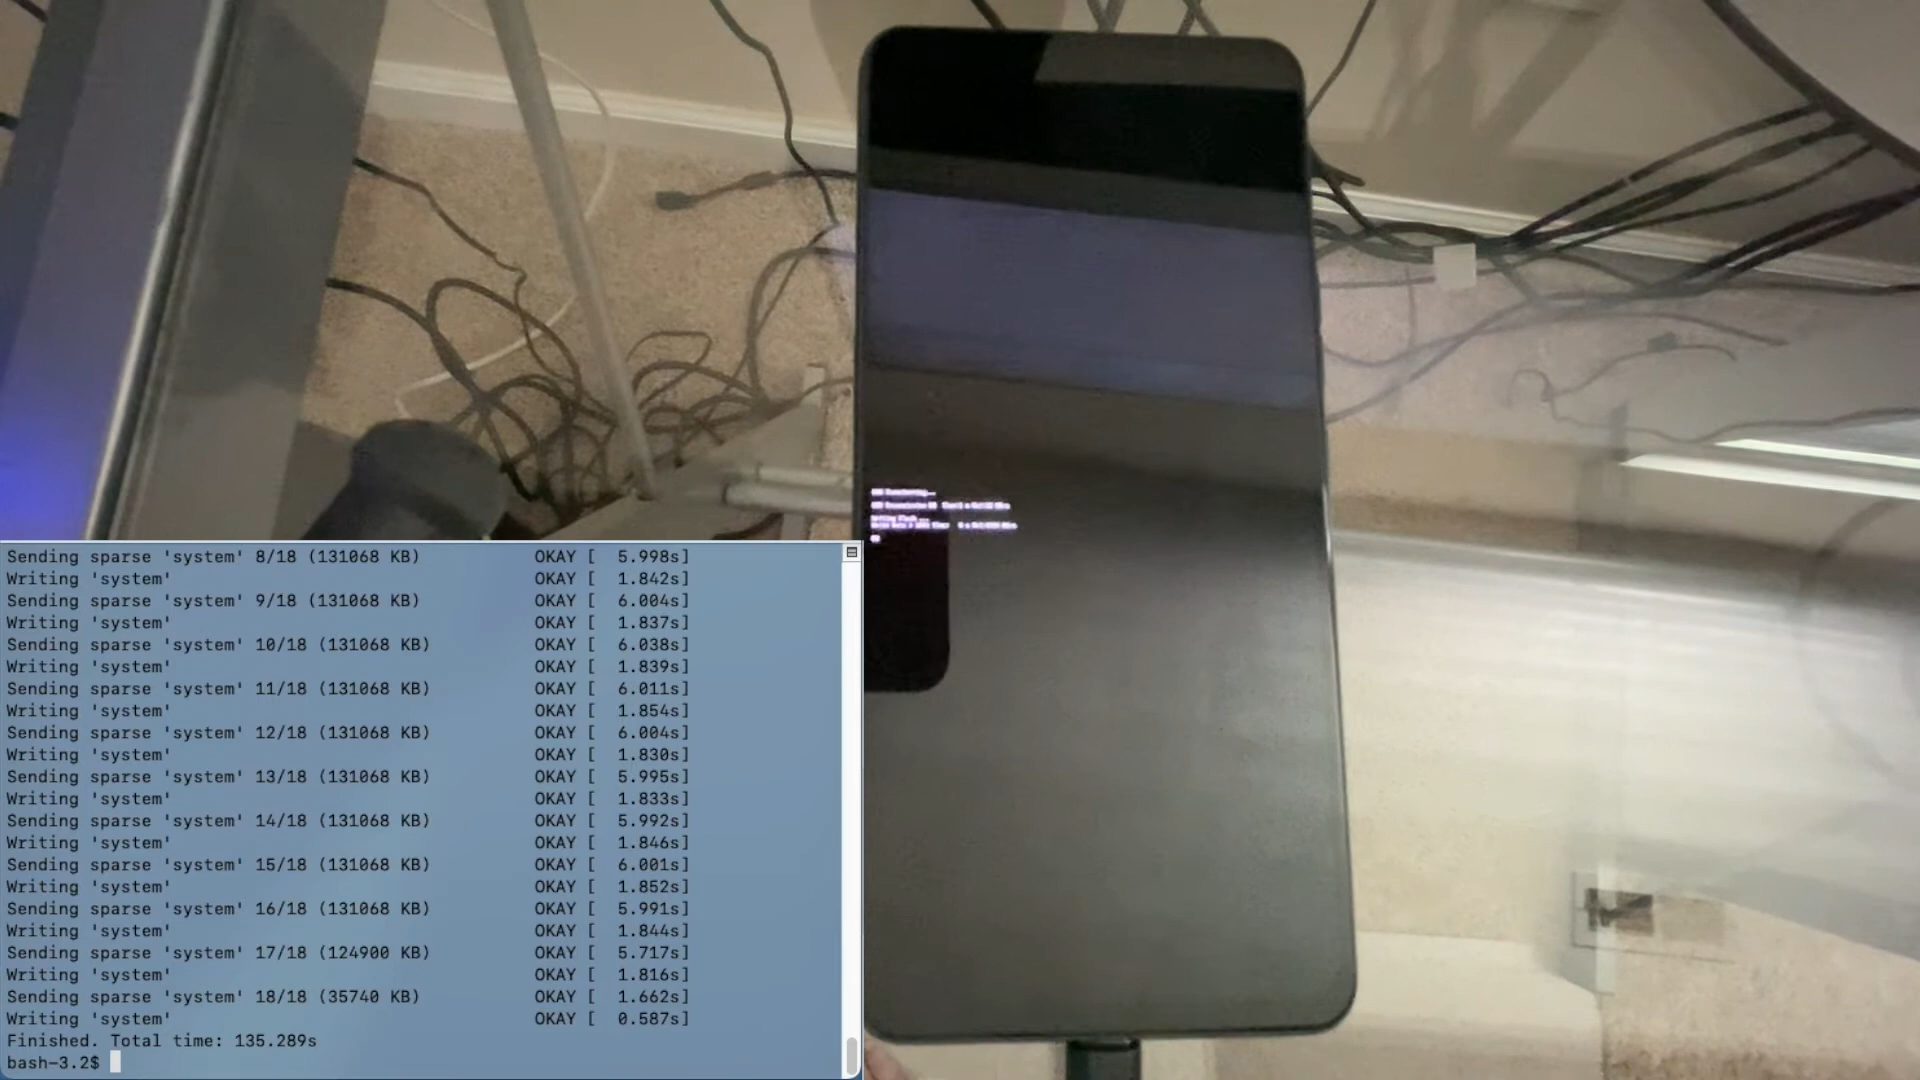 Sending sparse 'system' 8/18 (131068 KB) OKAY [ 5.998s]
Writing 'system' OKAY [ 1.842s]
Sending sparse 'system' 9/18 (131068 KB) OKAY [ 6.004s]
Writing 'system' OKAY [ 1.837s]
Sending sparse 'system' 10/18 (131068 KB) OKAY [ 6.038s]
Writing 'system' OKAY [ 1.839s]
Sending sparse 'system' 11/18 (131068 KB) OKAY [ 6.011s]
Writing 'system' OKAY [ 1.854s]
Sending sparse 'system' 12/18 (131068 KB) OKAY [ 6.004s]
Writing 'system' OKAY [ 1.830s]
Sending sparse 'system' 13/18 (131068 KB) OKAY [ 5.995s]
Writing 'system' OKAY [ 1.833s]
Sending sparse 'system' 14/18 (131068 KB) OKAY [ 5.992s]
Writing 'system' OKAY [ 1.846s]
Sending sparse 'system' 15/18 (131068 KB) OKAY [ 6.001s]
Writing 'system' OKAY [ 1.852s]
Sending sparse 'system' 16/18 (131068 KB) OKAY [ 5.991s]
Writing 'system' OKAY [ 1.844s]
Sending sparse 'system' 17/18 (124900 KB) OKAY [ 5.717s]
Writing 'system' OKAY [ 1.816s]
Sending sparse 'system' 18/18 (35740 KB) OKAY [ 1.662s]
Writing 'system' OKAY [ 0.587s]
Finished. Total time: 135.289s
bash-3.2$